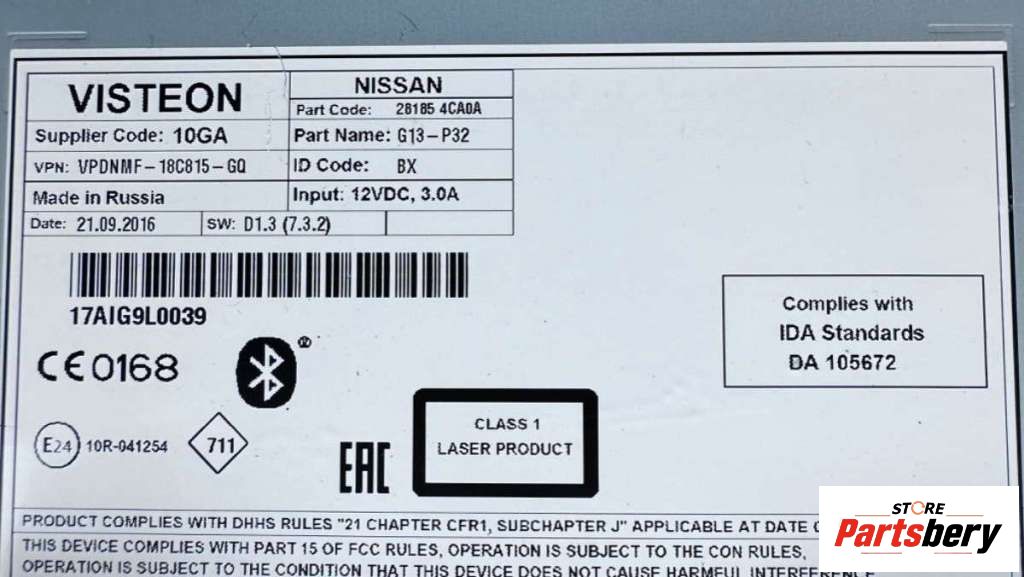 VISTEON
NISSAN
Part Code: 28185 4CA0A
Supplier Code: 10GA
Part Name: G13-P32
VPN: VPDNMF-18C815-GQ
ID Code: BX
Made in Russia
Input: 12VDC, 3.0A
Date: 21.09.2016
SW: D1.3 (7.3.2)
17AIG9L0039
Complies with
IDA Standards
DA 105672
CE0168
®
CLASS 1
LASER PRODUCT
E24 10R-041254
711
EAC
PRODUCT COMPLIES WITH DHHS RULES "21 CHAPTER CFR1, SUBCHAPTER J" APPLICABLE AT DATE
THIS DEVICE COMPLIES WITH PART 15 OF FCC RULES, OPERATION IS SUBJECT TO THE CON RULES,
OPERATION IS SUBJECT TO THE CONDITION THAT THIS DEVICE DOES NOT CAUSE HARMFUL INTERFERENCE
STORE
Partsbery